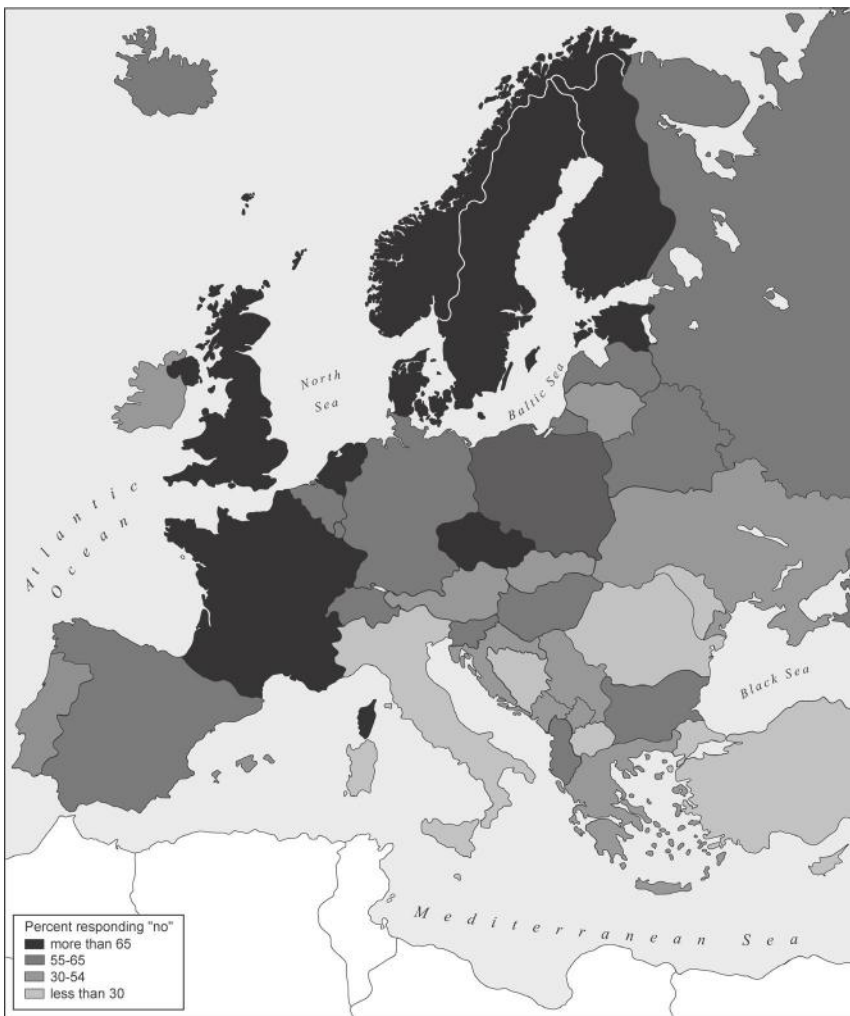 North
Sea
Baltic Sea
Atlantic
Ocean
Black Sea
Mediterranean Sea
Percent responding "no"
more than 65
55-65
30-54
less than 30